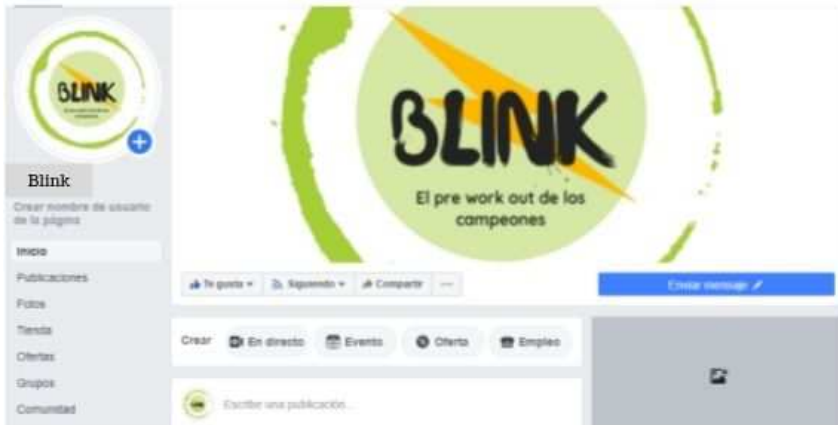 BLINK
El pre work out de los
campeones
BLINK
Blink
Crear nombre de usuario
de la página
Inicio
Publicaciones
Fotos
Tienda
Ofertas
Grupos
Comunidad
Te gusta
Siguiendo
Compartir
Enviar mensaje
Crear
En directo
Evento
Oferta
Empleo
Escribe una publicación...